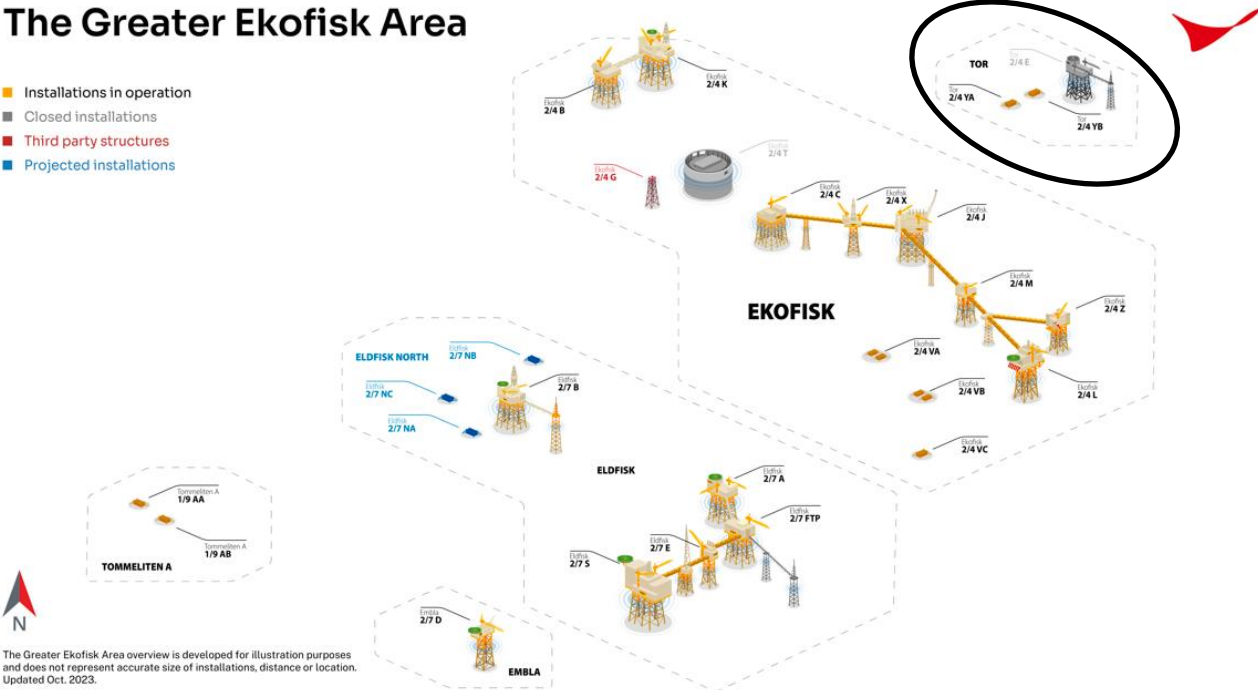 The Greater Ekofisk Area
Installations in operation
Closed installations
Third party structures
Projected installations
Ekofisk
2/4 B
Ekofisk
2/4 K
TOR
Tor
2/4 E
Tor
2/4 YA
Tor
2/4 YB
Ekofisk
2/4 T
Ekofisk
2/4 G
Ekofisk
2/4 C
Ekofisk
2/4 X
Ekofisk
2/4 J
Ekofisk
2/4 M
Ekofisk
2/4 Z
EKOFISK
Ekofisk
2/4 VA
Ekofisk
2/4 VB
Ekofisk
2/4 L
Ekofisk
2/4 VC
ELDFISK NORTH
Eldfisk
2/7 NB
Eldfisk
2/7 B
Eldfisk
2/7 NC
Eldfisk
2/7 NA
ELDFISK
Eldfisk
2/7 A
Eldfisk
2/7 FTP
Eldfisk
2/7 E
Eldfisk
2/7 S
Tommeliten A
1/9 AA
Tommeliten A
1/9 AB
TOMMELITEN A
Embla
2/7 D
EMBLA
N
The Greater Ekofisk Area overview is developed for illustration purposes
and does not represent accurate size of installations, distance or location.
Updated Oct. 2023.